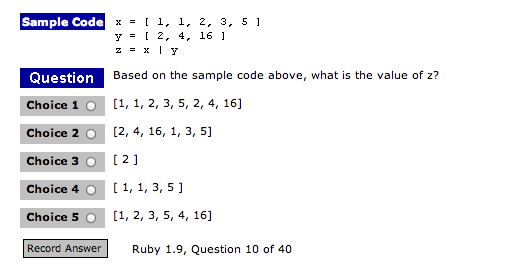 Sample Code x = [ 1, 1, 2, 3, 5 ]
y = [ 2, 4, 16 ]
z = x | y
Question Based on the sample code above, what is the value of z?
Choice 1 [1, 1, 2, 3, 5, 2, 4, 16]
Choice 2 [2, 4, 16, 1, 3, 5]
Choice 3 [ 2 ]
Choice 4 [ 1, 1, 3, 5 ]
Choice 5 [1, 2, 3, 5, 4, 16]
Record Answer Ruby 1.9, Question 10 of 40